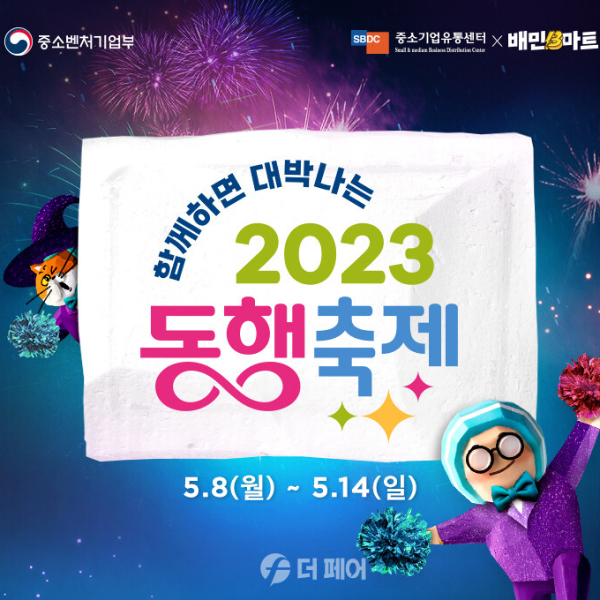 중소벤처기업부
SBDC 중소기업유통센터 × 배민B마트
Small & medium Business Distribution Center
함께하면 대박나는
2023
동행축제
5.8(월) ~ 5.14(일)
더 페어